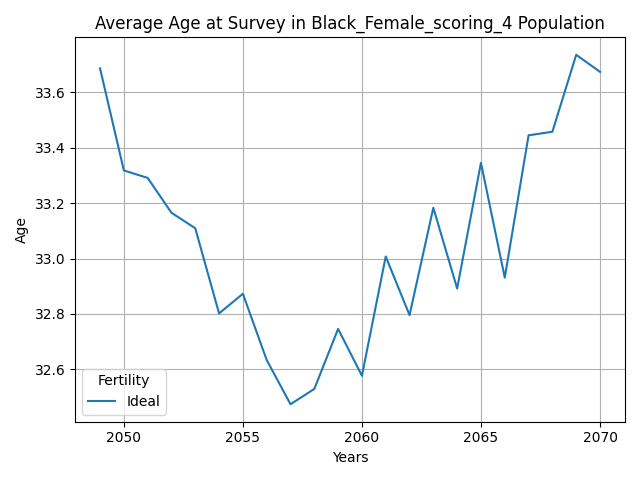 Average Age at Survey in Black_Female_scoring_4 Population
Age
33.6
33.4
33.2
33.0
32.8
32.6
Fertility
Ideal
2050 2055 2060 2065 2070
Years